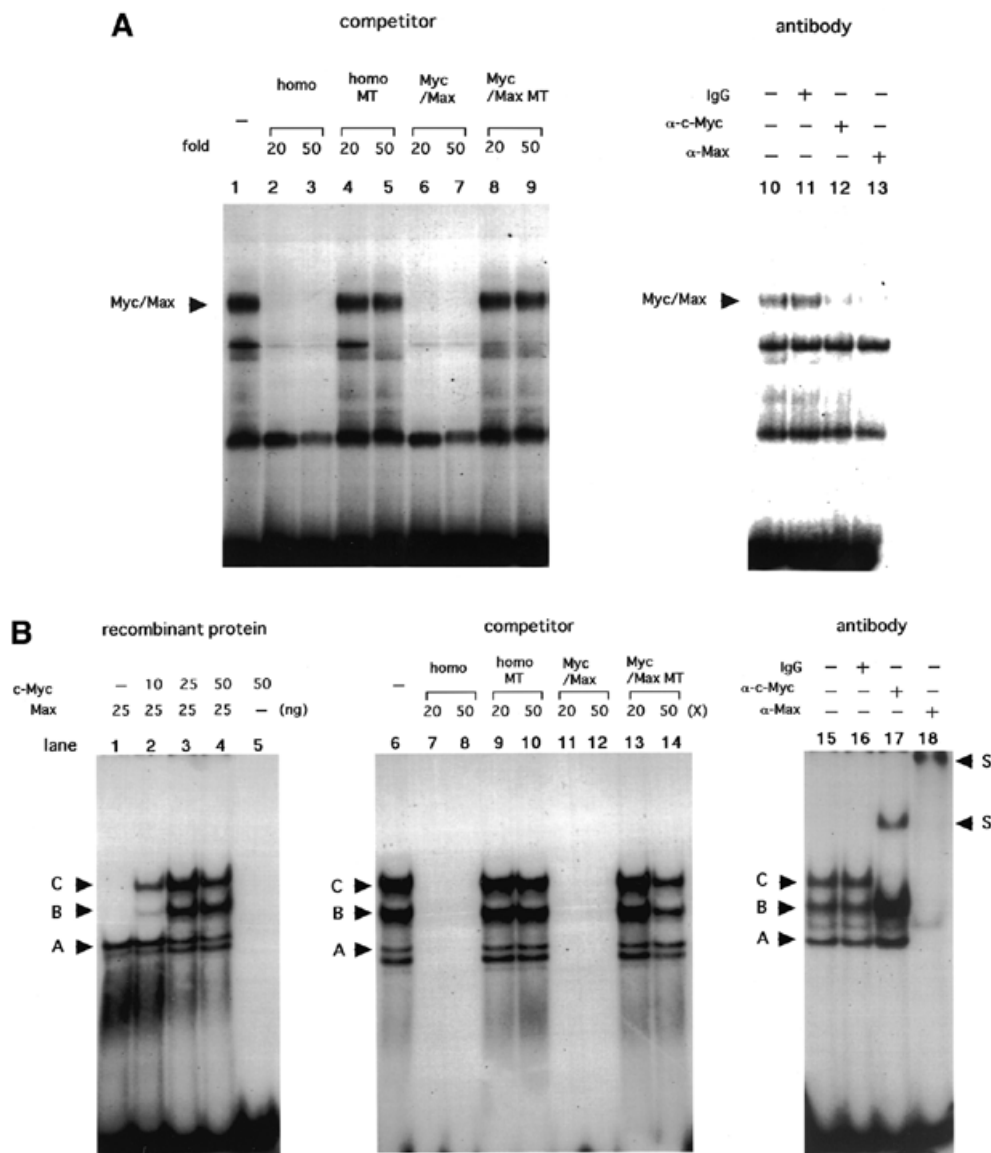 A
competitor
antibody
homo
homo MT
Myc /Max
Myc /Max MT
–
fold 20 50 20 50 20 50 20 50
1 2 3 4 5 6 7 8 9
IgG – + – –
α-c-Myc – – + –
α-Max – – – +
10 11 12 13
Myc/Max
Myc/Max
B
recombinant protein
competitor
antibody
c-Myc – 10 25 50 50
Max 25 25 25 25 – (ng)
lane 1 2 3 4 5
homo
homo MT
Myc /Max
Myc /Max MT
–
20 50 20 50 20 50 20 50 (X)
6 7 8 9 10 11 12 13 14
IgG – + – –
α-c-Myc – – + –
α-Max – – – +
15 16 17 18
S
S
C
B
A
C
B
A
C
B
A